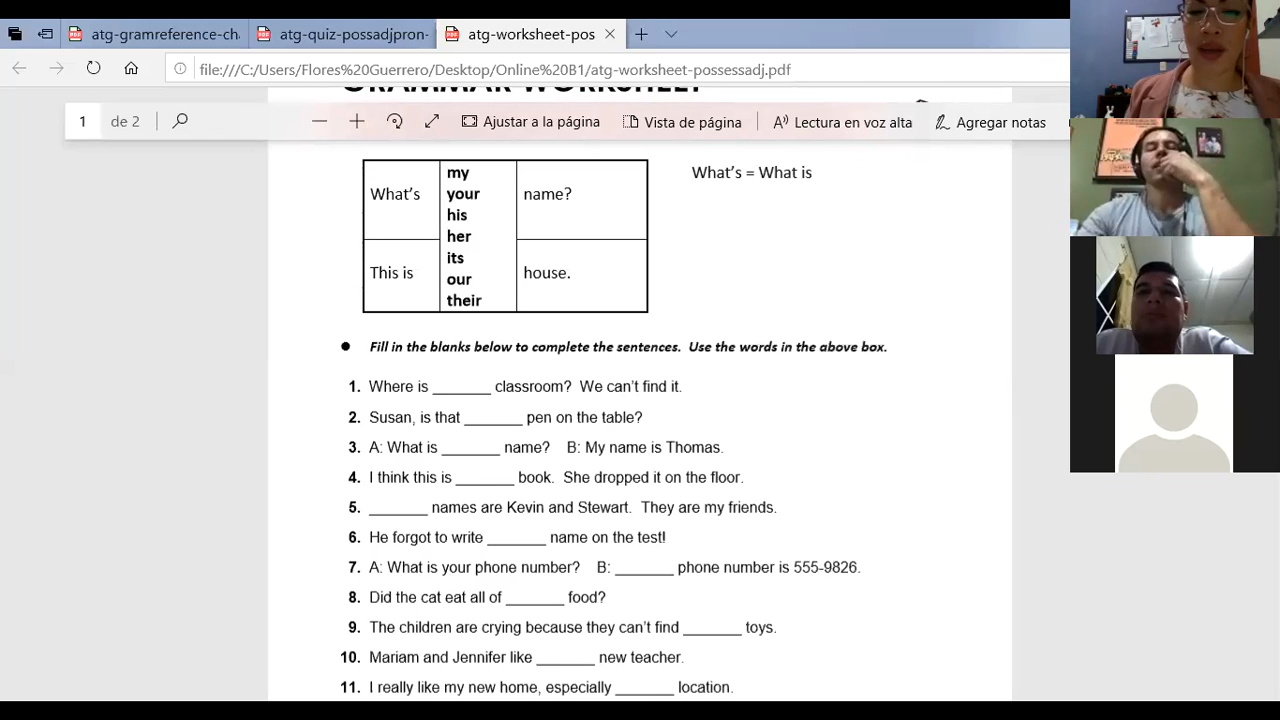 atg-gramreference-ch
atg-quiz-possadjpron-
atg-worksheet-pos
file:///C:/Users/Flores%20Guerrero/Desktop/Online%20B1/atg-worksheet-possessadj.pdf
GRAMMAR WORKSHEET
1 de 2
Ajustar a la página
Vista de página
Lectura en voz alta
Agregar notas
What's
my
your
his
her
its
our
their
name?
This is
house.
What's = What is
Fill in the blanks below to complete the sentences. Use the words in the above box.
1. Where is _______ classroom? We can't find it.
2. Susan, is that _______ pen on the table?
3. A: What is _______ name? B: My name is Thomas.
4. I think this is _______ book. She dropped it on the floor.
5. _______ names are Kevin and Stewart. They are my friends.
6. He forgot to write _______ name on the test!
7. A: What is your phone number? B: _______ phone number is 555-9826.
8. Did the cat eat all of _______ food?
9. The children are crying because they can't find _______ toys.
10. Mariam and Jennifer like _______ new teacher.
11. I really like my new home, especially _______ location.